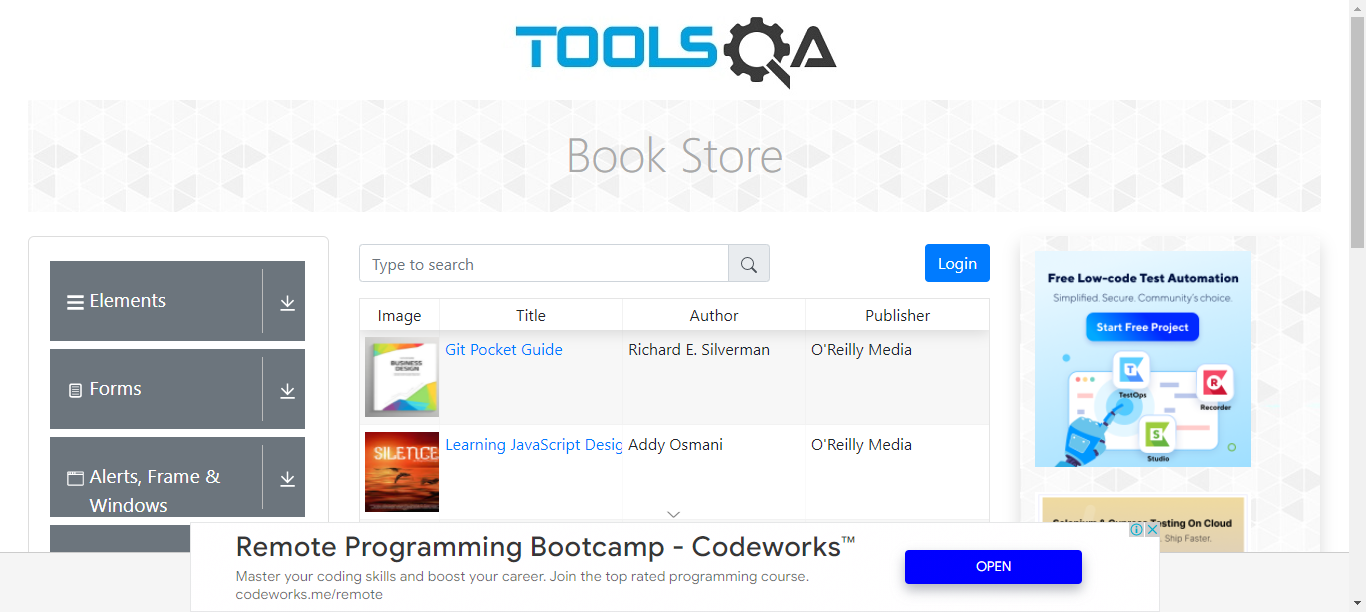 TOOLSQA
Book Store
Elements
Forms
Alerts, Frame &
Windows
Type to search
Login
Image
Title
Author
Publisher
BUSINESS
DESIGN
Git Pocket Guide
Richard E. Silverman
O'Reilly Media
SILENCE
Learning JavaScript Desig
Addy Osmani
O'Reilly Media
Free Low-code Test Automation
Simplified. Secure. Community's choice.
Start Free Project
TestOps
Recorder
Studio
Testing On Cloud
Ship Faster.
Remote Programming Bootcamp - Codeworks™
Master your coding skills and boost your career. Join the top rated programming course.
codeworks.me/remote
OPEN